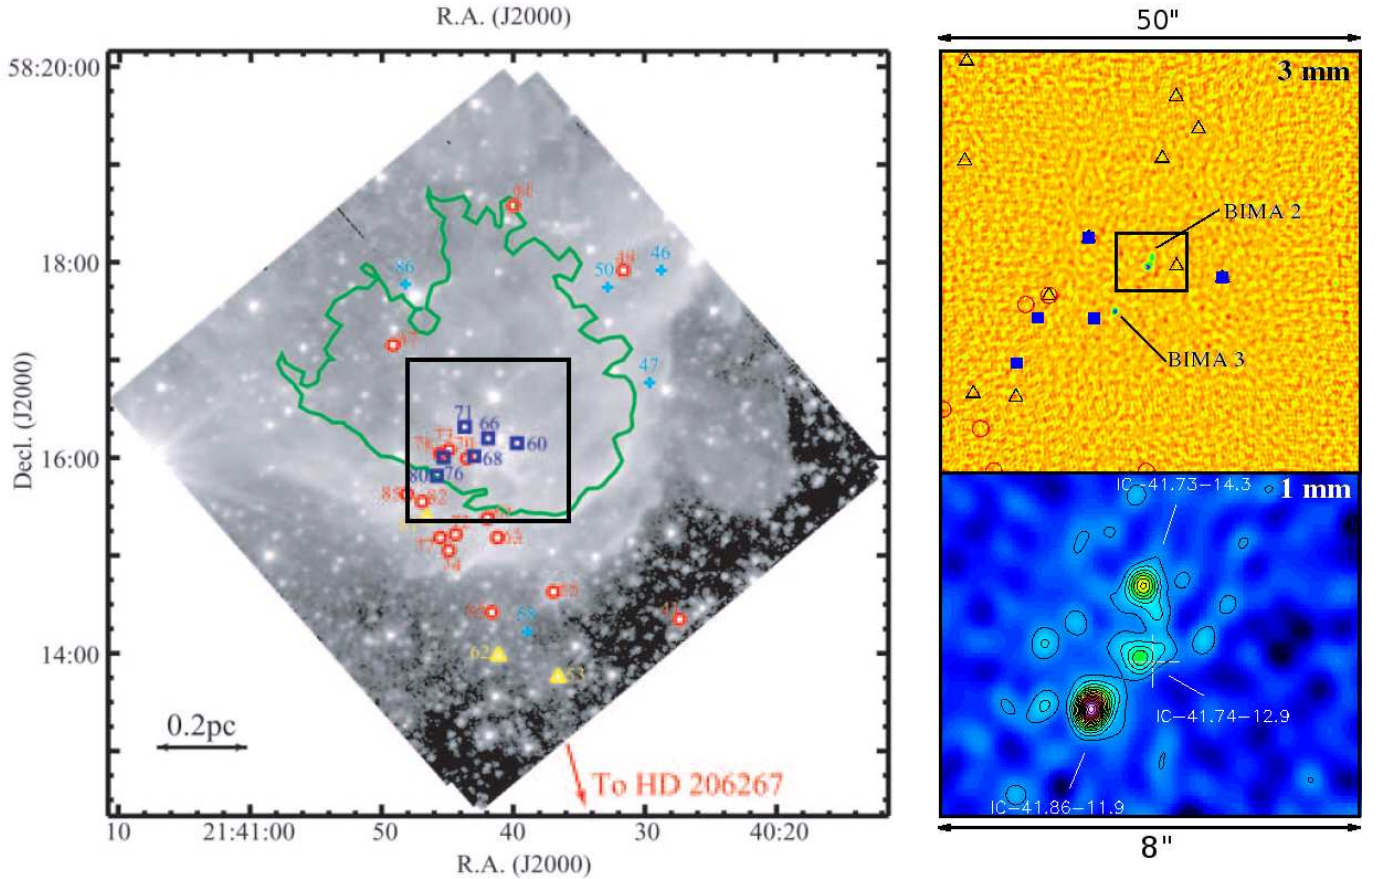 R.A. (J2000)
58:20:00
18:00
16:00
14:00
Decl. (J2000)
86
50
46
47
71
66
60
68
76
80
62
53
0.2pc
To HD 206267
10
21:41:00
50
40
30
40:20
R.A. (J2000)
50"
3 mm
BIMA 2
BIMA 3
1 mm
IC-41.73-14.3
IC-41.74-12.9
IC-41.86-11.9
8"